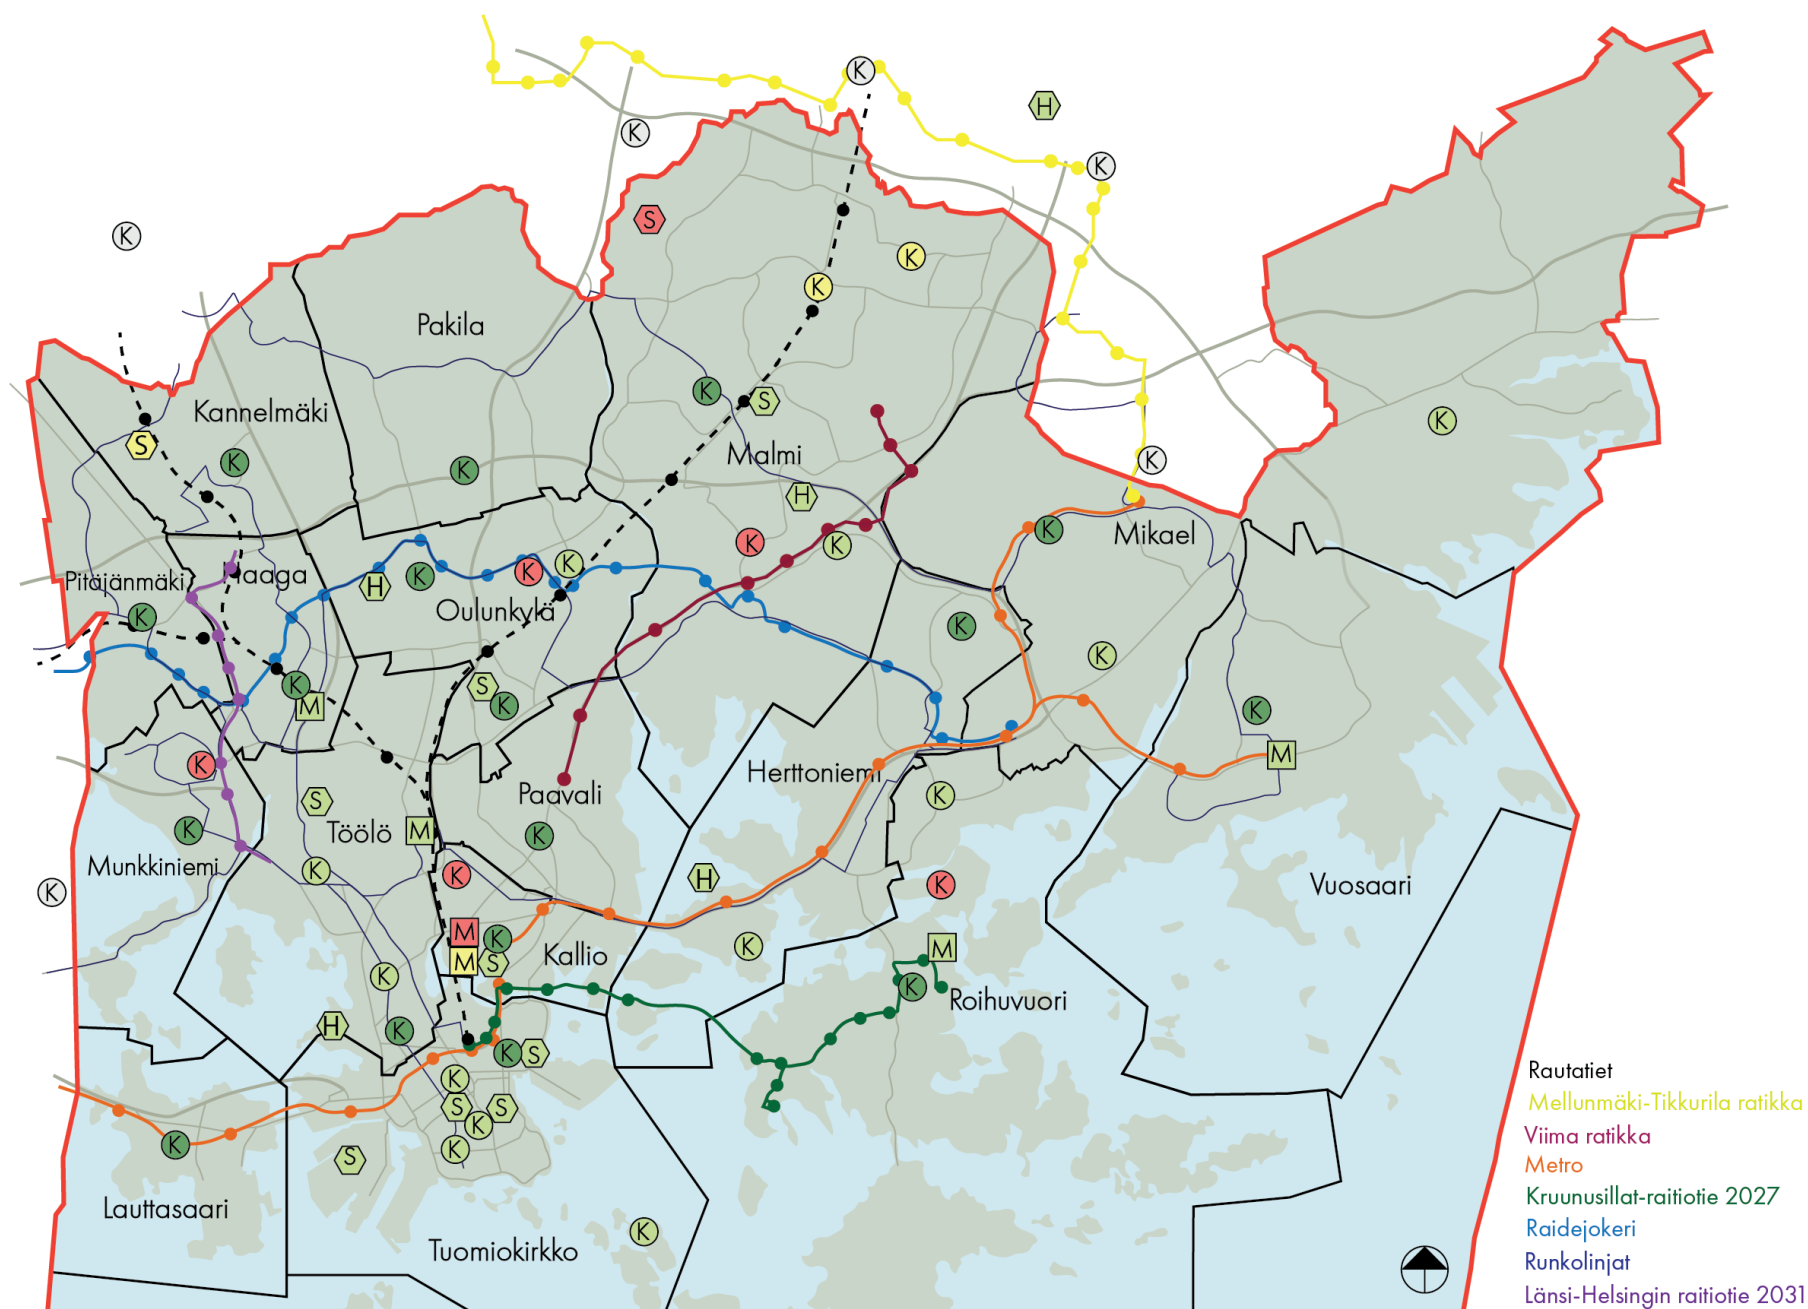 K
H
K
K
S
K
K
K
Pakila
K
S
K
Kannelmäki
S
K
Malmi
K
K
H
K
Mikael
K
K
K
K
Pitäjänmäki
Haaga
H
K
K
Oulunkylä
K
K
K
S
K
K
M
K
M
K
Herttoniemi
Paavali
K
S
Töölö
M
K
K
Munkkiniemi
K
K
H
K
Vuosaari
K
M
K
M
S
Kallio
K
M
K
K
Roihuvuori
H
K
K
S
K
S
S
K
K
K
S
Lauttasaari
K
Tuomiokirkko
Rautatiet
Mellunmäki-Tikkurila ratikka
Viima ratikka
Metro
Kruunusillat-raitiotie 2027
Raidejokeri
Runkolinjat
Länsi-Helsingin raitiotie 2031